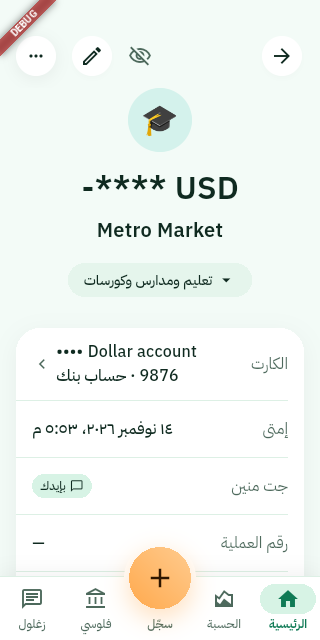 DEBUG
-**** USD
Metro Market
تعليم ومدارس وكورسات
الكارت
•••• Dollar account
9876 · حساب بنك
إمتى
١٤ نوفمبر ٢٠٢٦، ٥:٥٣ م
جت منين
بإيدك
رقم العملية
—
الرئيسية
الحسبة
سجّل
فلوسي
زغلول